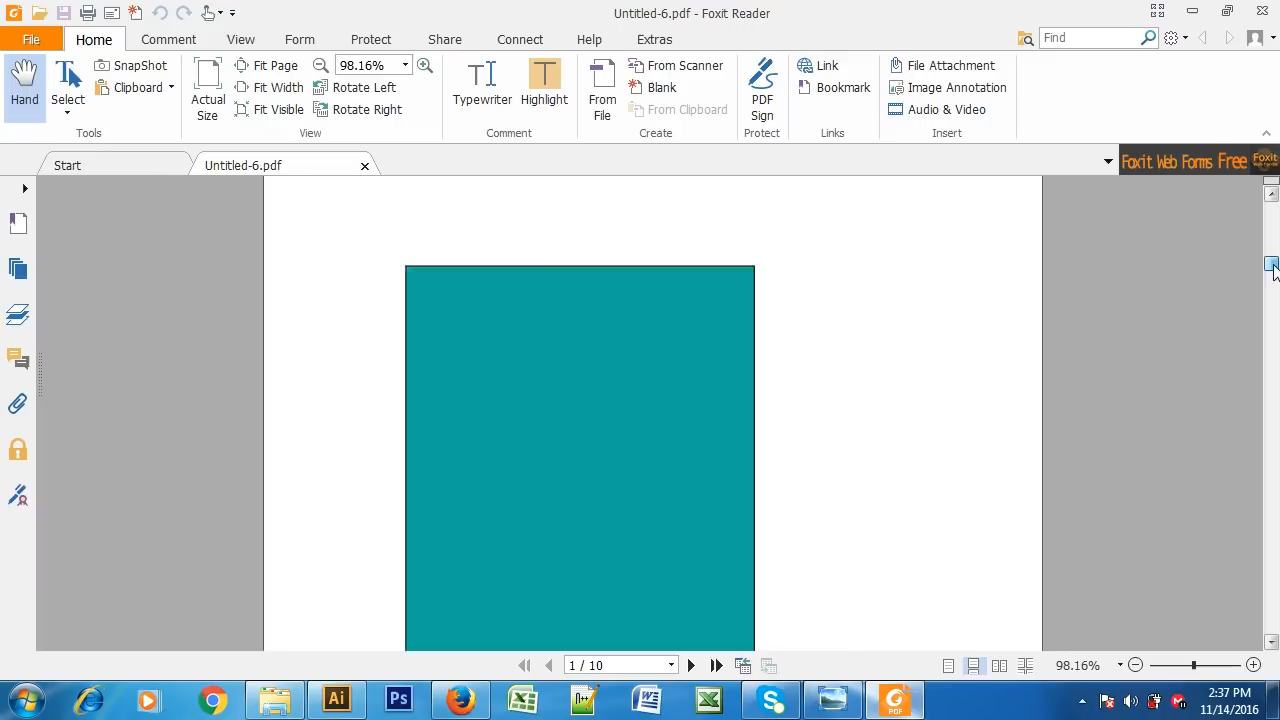 Untitled-6.pdf - Foxit Reader
File Home Comment View Form Protect Share Connect Help Extras Find
Hand
Select
SnapShot
Clipboard
Tools
Actual Size
Fit Page
Fit Width
Fit Visible
98.16%
Rotate Left
Rotate Right
View
Typewriter
Highlight
Comment
From File
From Scanner
Blank
From Clipboard
Create
PDF Sign
Protect
Link
Bookmark
Links
File Attachment
Image Annotation
Audio & Video
Insert
Start
Untitled-6.pdf
Foxit Web Forms Free
1 / 10
98.16%
Ai
Ps
PDF
2:37 PM
11/14/2016